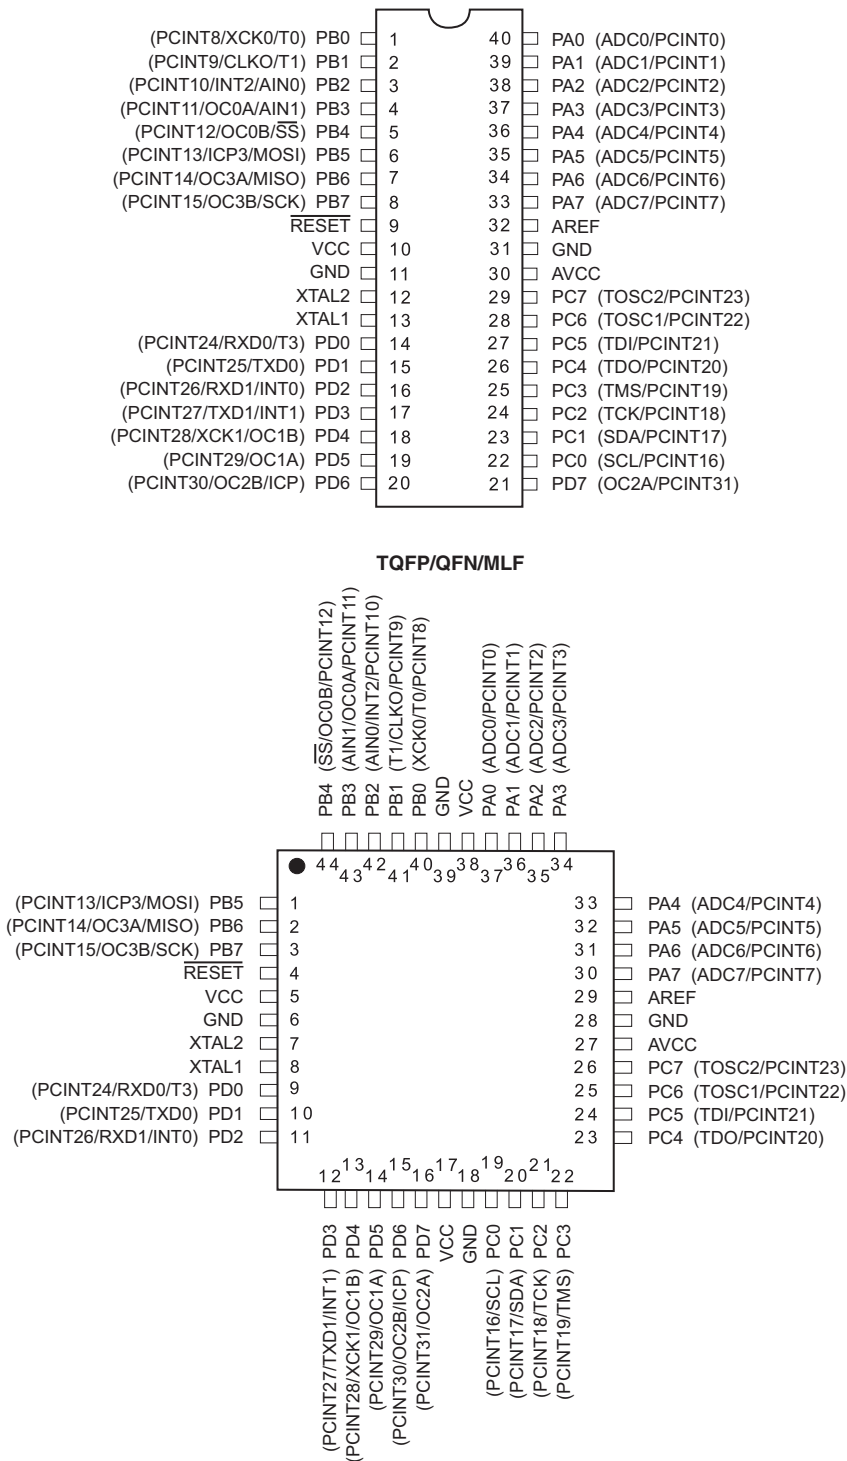 (PCINT8/XCK0/T0) PB0 1 40 PA0 (ADC0/PCINT0)
(PCINT9/CLKO/T1) PB1 2 39 PA1 (ADC1/PCINT1)
(PCINT10/INT2/AIN0) PB2 3 38 PA2 (ADC2/PCINT2)
(PCINT11/OC0A/AIN1) PB3 4 37 PA3 (ADC3/PCINT3)
(PCINT12/OC0B/SS) PB4 5 36 PA4 (ADC4/PCINT4)
(PCINT13/ICP3/MOSI) PB5 6 35 PA5 (ADC5/PCINT5)
(PCINT14/OC3A/MISO) PB6 7 34 PA6 (ADC6/PCINT6)
(PCINT15/OC3B/SCK) PB7 8 33 PA7 (ADC7/PCINT7)
RESET 9 32 AREF
VCC 10 31 GND
GND 11 30 AVCC
XTAL2 12 29 PC7 (TOSC2/PCINT23)
XTAL1 13 28 PC6 (TOSC1/PCINT22)
(PCINT24/RXD0/T3) PD0 14 27 PC5 (TDI/PCINT21)
(PCINT25/TXD0) PD1 15 26 PC4 (TDO/PCINT20)
(PCINT26/RXD1/INT0) PD2 16 25 PC3 (TMS/PCINT19)
(PCINT27/TXD1/INT1) PD3 17 24 PC2 (TCK/PCINT18)
(PCINT28/XCK1/OC1B) PD4 18 23 PC1 (SDA/PCINT17)
(PCINT29/OC1A) PD5 19 22 PC0 (SCL/PCINT16)
(PCINT30/OC2B/ICP) PD6 20 21 PD7 (OC2A/PCINT31)
TQFP/QFN/MLF
PB4 (SS/OC0B/PCINT12)
PB3 (AIN1/OC0A/PCINT11)
PB2 (AIN0/INT2/PCINT10)
PB1 (T1/CLKO/PCINT9)
PB0 (XCK0/T0/PCINT8)
GND
VCC
PA0 (ADC0/PCINT0)
PA1 (ADC1/PCINT1)
PA2 (ADC2/PCINT2)
PA3 (ADC3/PCINT3)
44 43 42 41 40 39 38 37 36 35 34
(PCINT13/ICP3/MOSI) PB5 1 33 PA4 (ADC4/PCINT4)
(PCINT14/OC3A/MISO) PB6 2 32 PA5 (ADC5/PCINT5)
(PCINT15/OC3B/SCK) PB7 3 31 PA6 (ADC6/PCINT6)
RESET 4 30 PA7 (ADC7/PCINT7)
VCC 5 29 AREF
GND 6 28 GND
XTAL2 7 27 AVCC
XTAL1 8 26 PC7 (TOSC2/PCINT23)
(PCINT24/RXD0/T3) PD0 9 25 PC6 (TOSC1/PCINT22)
(PCINT25/TXD0) PD1 10 24 PC5 (TDI/PCINT21)
(PCINT26/RXD1/INT0) PD2 11 23 PC4 (TDO/PCINT20)
12 13 14 15 16 17 18 19 20 21 22
(PCINT27/TXD1/INT1) PD3
(PCINT28/XCK1/OC1B) PD4
(PCINT29/OC1A) PD5
(PCINT30/OC2B/ICP) PD6
(PCINT31/OC2A) PD7
VCC
GND
(PCINT16/SCL) PC0
(PCINT17/SDA) PC1
(PCINT18/TCK) PC2
(PCINT19/TMS) PC3